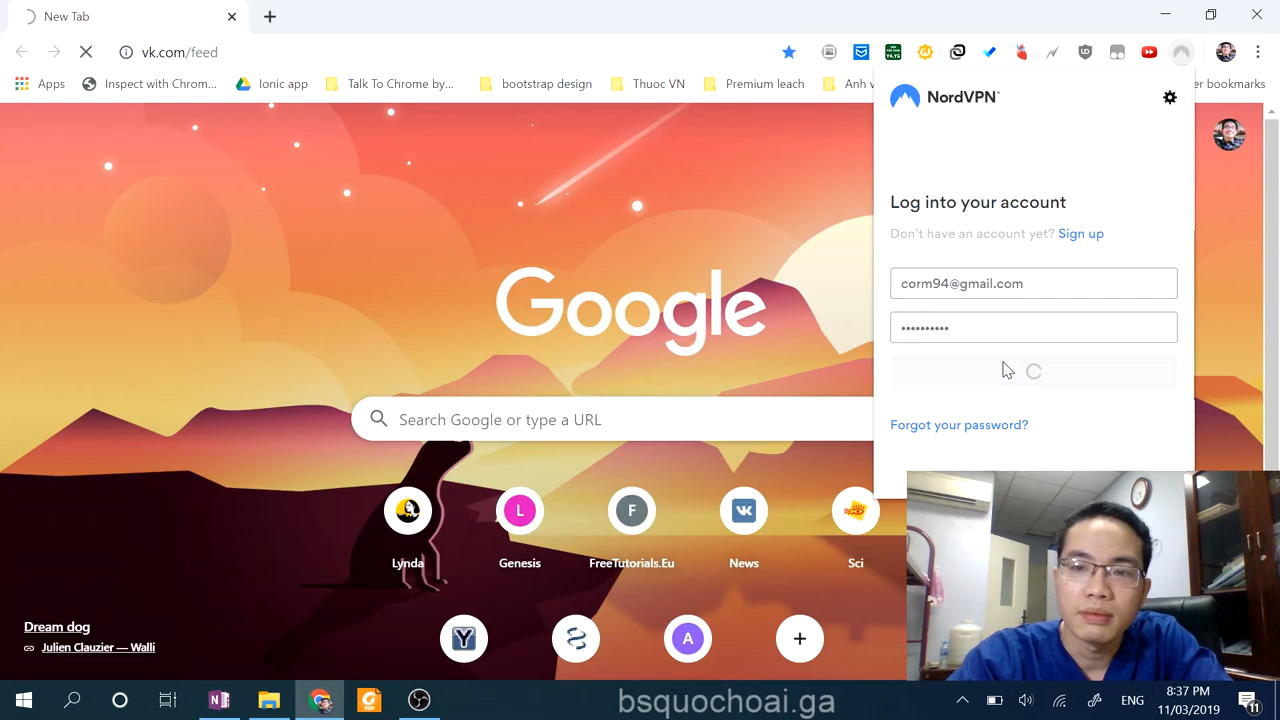 New Tab
vk.com/feed
Apps
Inspect with Chrom...
Ionic app
Talk To Chrome by...
bootstrap design
Thuoc VN
Premium leach
Anh v
er bookmarks
NordVPN®
Log into your account
Don't have an account yet? Sign up
corm94@gmail.com
••••••••••
Forgot your password?
Google
Search Google or type a URL
L
F
Lynda
Genesis
FreeTutorials.Eu
News
Sci
A
Dream dog
Julien Clauzier — Walli
bsquochoai.ga
ENG
8:37 PM
11/03/2019
11